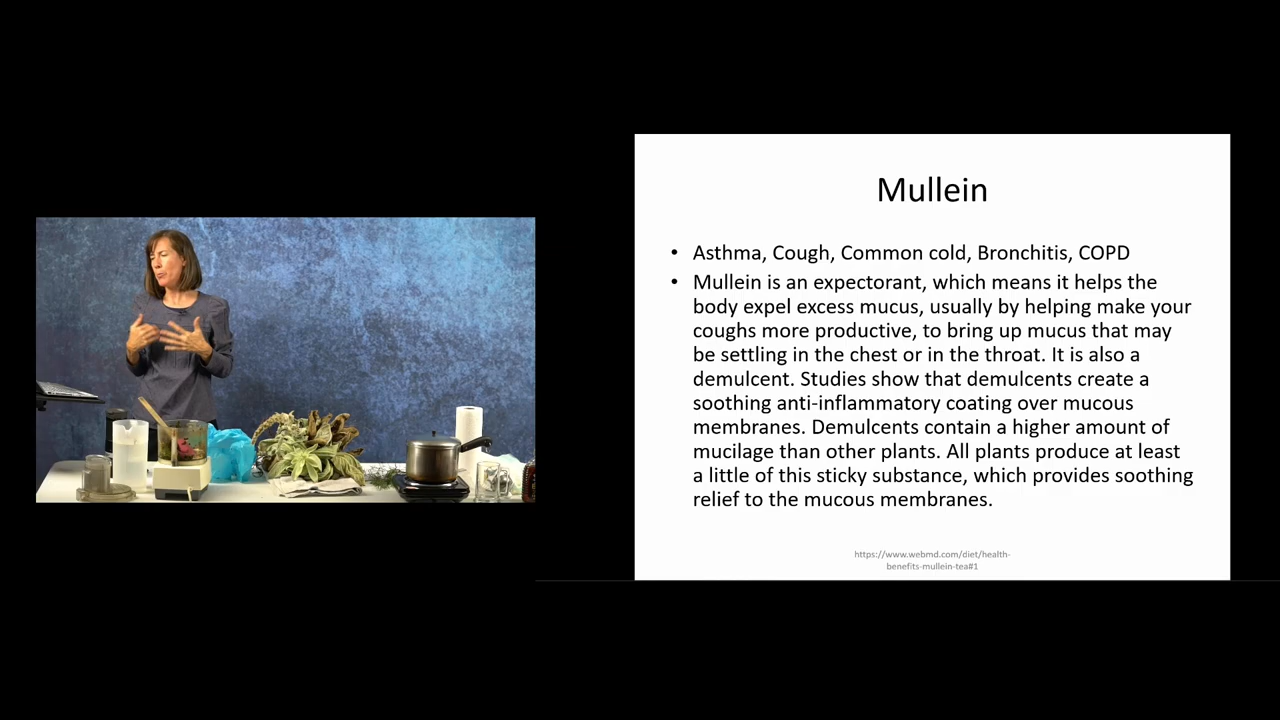 Mullein
• Asthma, Cough, Common cold, Bronchitis, COPD
• Mullein is an expectorant, which means it helps the
body expel excess mucus, usually by helping make your
coughs more productive, to bring up mucus that may
be settling in the chest or in the throat. It is also a
demulcent. Studies show that demulcents create a
soothing anti-inflammatory coating over mucous
membranes. Demulcents contain a higher amount of
mucilage than other plants. All plants produce at least
a little of this sticky substance, which provides soothing
relief to the mucous membranes.
https://www.webmd.com/diet/health-
benefits-mullein-tea#1